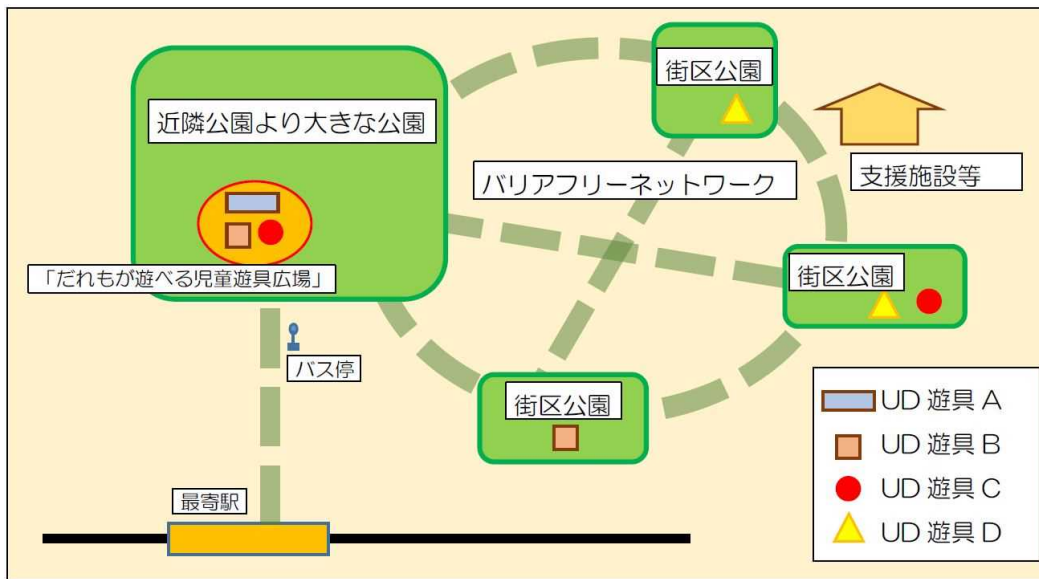 街区公園
近隣公園より大きな公園
バリアフリーネットワーク
支援施設等
「だれもが遊べる児童遊具広場」
街区公園
バス停
街区公園
最寄駅
UD 遊具 A
UD 遊具 B
UD 遊具 C
UD 遊具 D